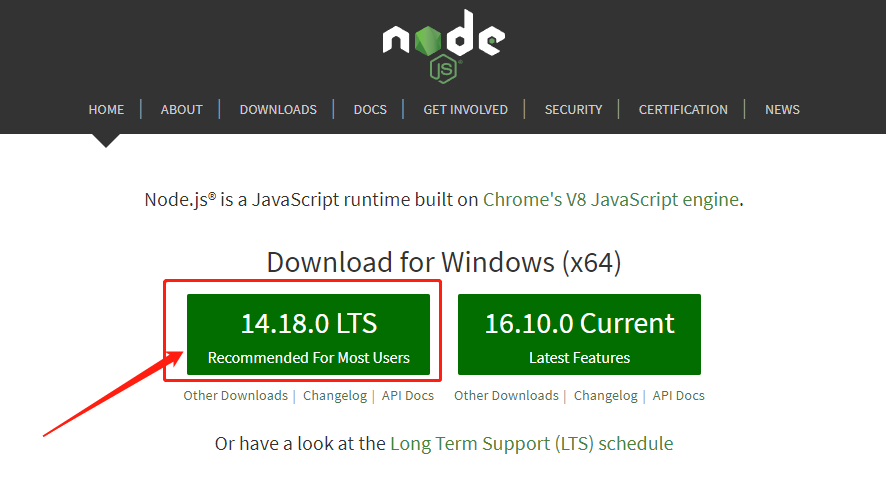 node
JS
HOME ABOUT DOWNLOADS DOCS GET INVOLVED SECURITY CERTIFICATION NEWS
Node.js® is a JavaScript runtime built on Chrome's V8 JavaScript engine.
Download for Windows (x64)
14.18.0 LTS
Recommended For Most Users
16.10.0 Current
Latest Features
Other Downloads | Changelog | API Docs
Other Downloads | Changelog | API Docs
Or have a look at the Long Term Support (LTS) schedule